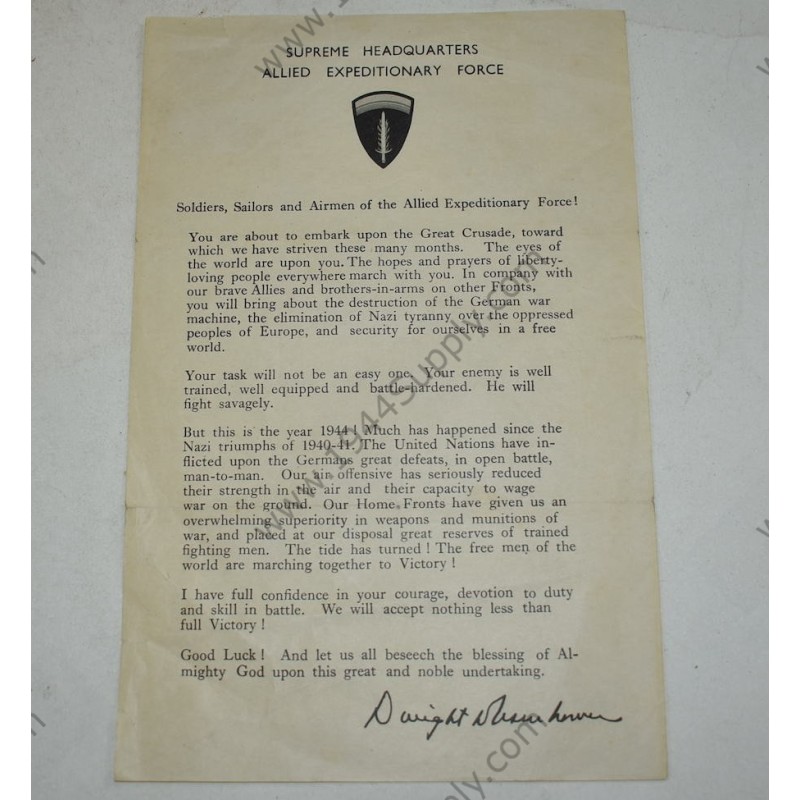 SUPREME HEADQUARTERS
ALLIED EXPEDITIONARY FORCE
Soldiers, Sailors and Airmen of the Allied Expeditionary Force!
You are about to embark upon the Great Crusade, toward
which we have striven these many months. The eyes of
the world are upon you. The hopes and prayers of liberty-
loving people everywhere march with you. In company with
our brave Allies and brothers-in-arms on other Fronts,
you will bring about the destruction of the German war
machine, the elimination of Nazi tyranny over the oppressed
peoples of Europe, and security for ourselves in a free
world.
Your task will not be an easy one. Your enemy is well
trained, well equipped and battle-hardened. He will
fight savagely.
But this is the year 1944! Much has happened since the
Nazi triumphs of 1940-41. The United Nations have in-
flicted upon the Germans great defeats, in open battle,
man-to-man. Our air offensive has seriously reduced
their strength in the air and their capacity to wage
war on the ground. Our Home Fronts have given us an
overwhelming superiority in weapons and munitions of
war, and placed at our disposal great reserves of trained
fighting men. The tide has turned! The free men of the
world are marching together to Victory!
I have full confidence in your courage, devotion to duty
and skill in battle. We will accept nothing less than
full Victory!
Good Luck! And let us all beseech the blessing of Al-
mighty God upon this great and noble undertaking.
Dwight D Eisenhower
www.1944Supply.com